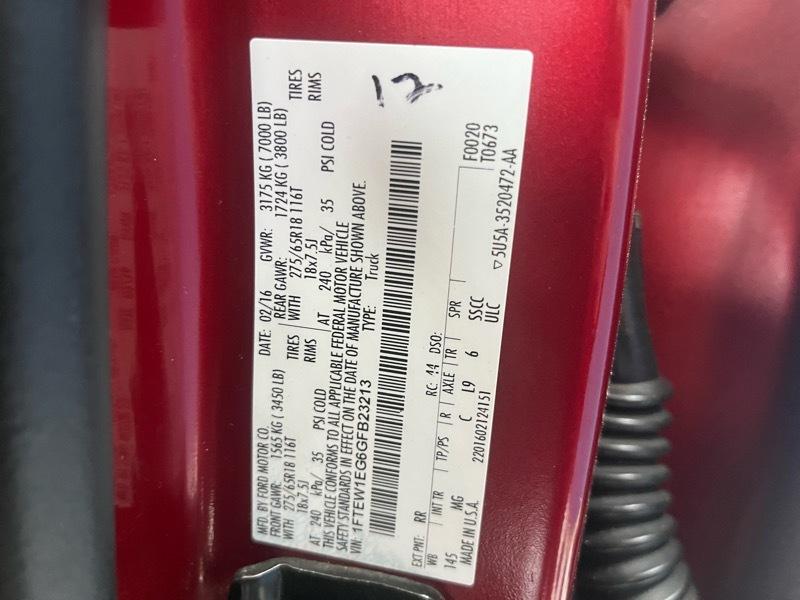 MFD. BY FORD MOTOR CO.
DATE: 02/16 GVWR: 3175 KG ( 7000 LB)
FRONT GAWR: 1565 KG ( 3450 LB) REAR GAWR: 1724 KG ( 3800 LB)
WITH 275/65R18 116T TIRES WITH 275/65R18 116T TIRES
18x7.5J RIMS 18x7.5J RIMS
AT 240 kPa/ 35 PSI COLD AT 240 kPa/ 35 PSI COLD
THIS VEHICLE CONFORMS TO ALL APPLICABLE FEDERAL MOTOR VEHICLE
SAFETY STANDARDS IN EFFECT ON THE DATE OF MANUFACTURE SHOWN ABOVE.
VIN: 1FTEW1EG6GFB23213 TYPE: Truck
12
EXT PNT: RR RC: 44 DSO: F0020
WB INT TR TP/PS R AXLE TR SPR T0673
145 MG C L9 6 SSCC
MADE IN U.S.A. 2201602124151 ULC ▽5U5A-3520472-AA